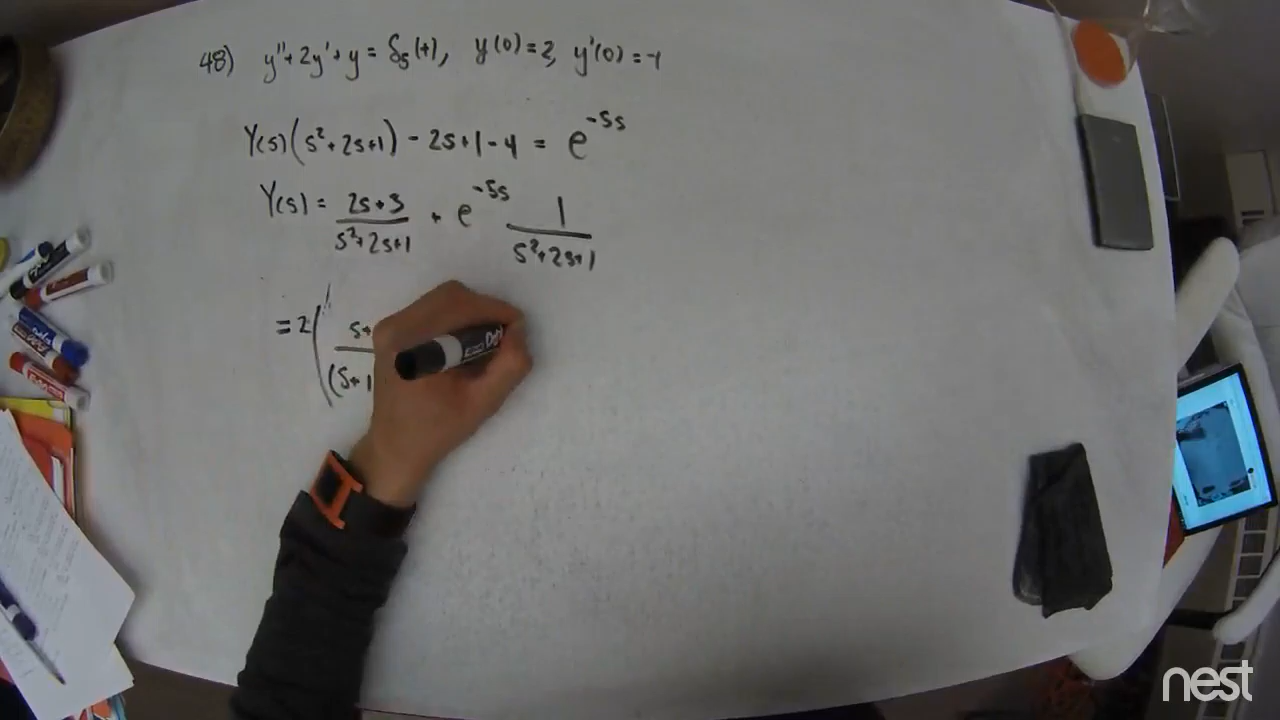 48) y"+2y'+y = δ₅(t), y(0)=2, y'(0)=-1
Y(s)(s²+2s+1) - 2s+1-4 = e^-5s
Y(s) = 2s+3/s²+2s+1 + e^-5s 1/s²+2s+1
= 2( s+/(s+1
nest